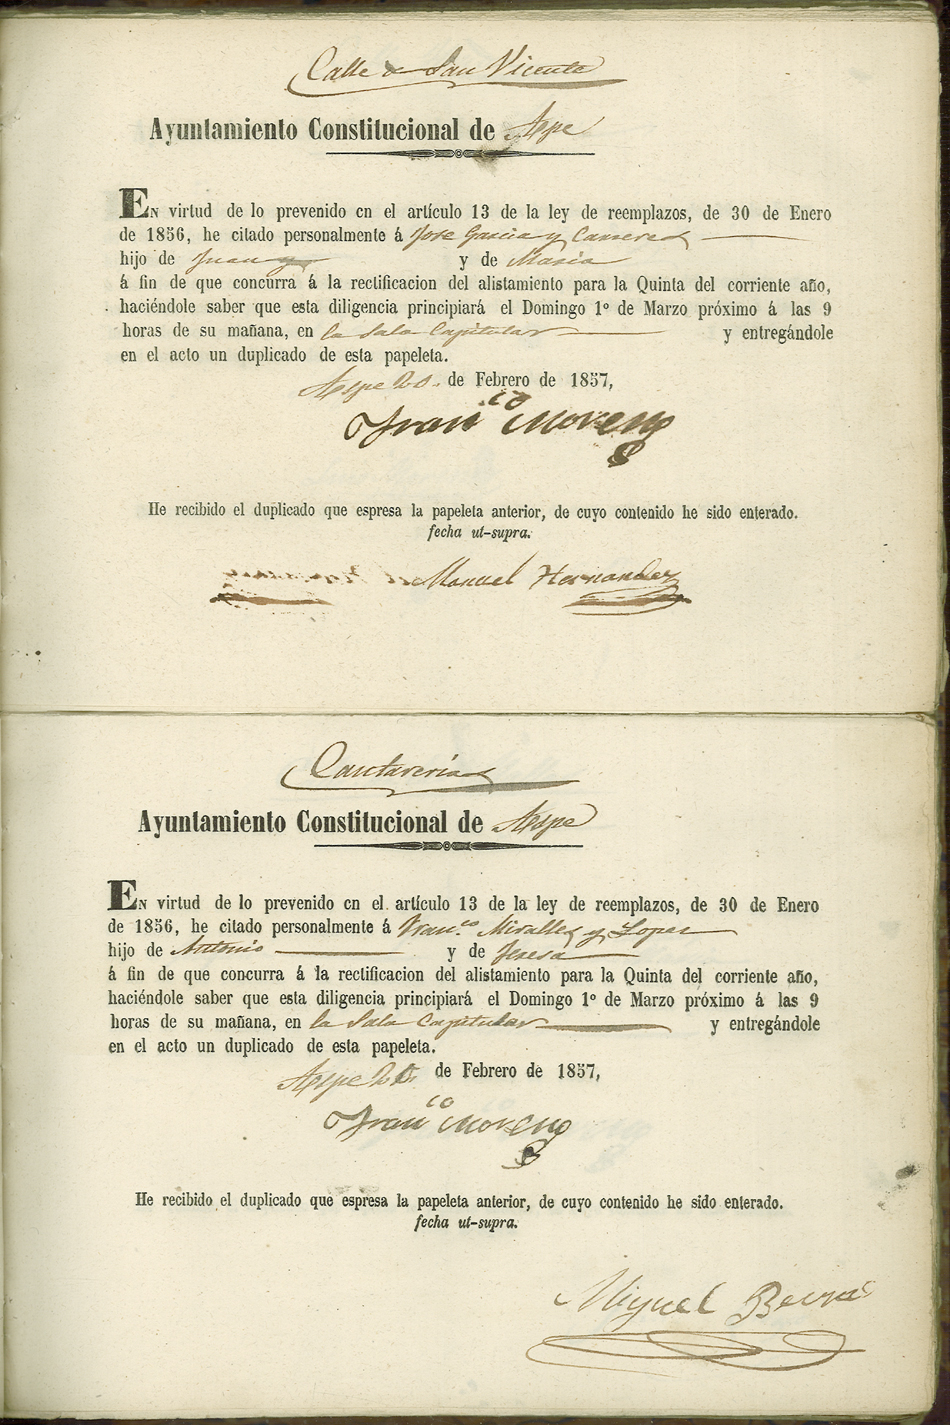 Calle de San Vicente
Ayuntamiento Constitucional de Aspe
EN virtud de lo prevenido en el artículo 13 de la ley de reemplazos, de 30 de Enero
de 1856, he citado personalmente á Jose Garcia y
hijo de Juan y y de Maria
á fin de que concurra á la rectificacion del alistamiento para la Quinta del corriente año,
haciéndole saber que esta diligencia principiará el Domingo 1º de Marzo próximo á las 9
horas de su mañana, en la Sala Capitular y entregándole
en el acto un duplicado de esta papeleta.
Aspe 20 de Febrero de 1857,
Franco Moreno
He recibido el duplicado que espresa la papeleta anterior, de cuyo contenido he sido enterado.
fecha ut-supra.
Manuel Hernandez
Cantareria
Ayuntamiento Constitucional de Aspe
EN virtud de lo prevenido en el artículo 13 de la ley de reemplazos, de 30 de Enero
de 1856, he citado personalmente á Fran.co Miralles y Lopez
hijo de Antonio y de Teresa
á fin de que concurra á la rectificacion del alistamiento para la Quinta del corriente año,
haciéndole saber que esta diligencia principiará el Domingo 1º de Marzo próximo á las 9
horas de su mañana, en la Sala Capitular y entregándole
en el acto un duplicado de esta papeleta.
Aspe 20 de Febrero de 1857,
Franco Moreno
He recibido el duplicado que espresa la papeleta anterior, de cuyo contenido he sido enterado.
fecha ut-supra.
Miguel